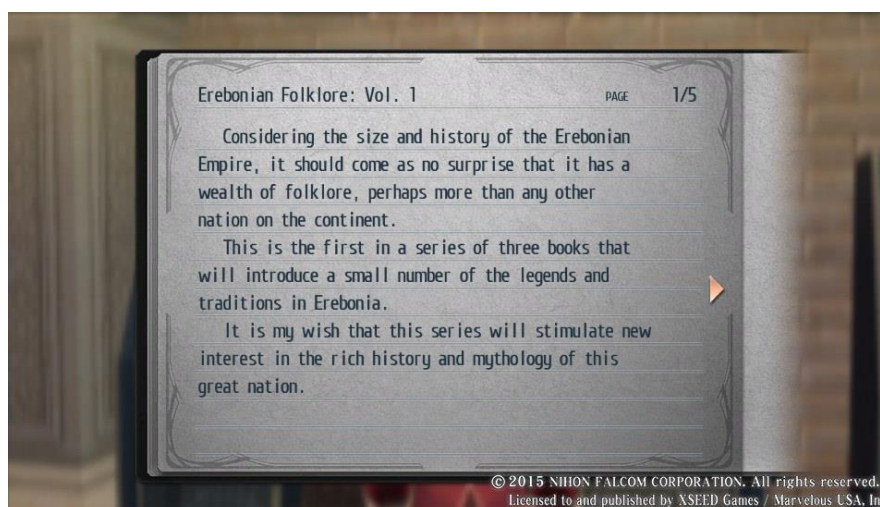 Erebonian Folklore: Vol. 1 PAGE 1/5
Considering the size and history of the Erebonian
Empire, it should come as no surprise that it has a
wealth of folklore, perhaps more than any other
nation on the continent.
This is the first in a series of three books that
will introduce a small number of the legends and
traditions in Erebonia.
It is my wish that this series will stimulate new
interest in the rich history and mythology of this
great nation.
© 2015 NIHON FALCOM CORPORATION. All rights reserved.
Licensed to and published by XSEED Games / Marvelous USA, In